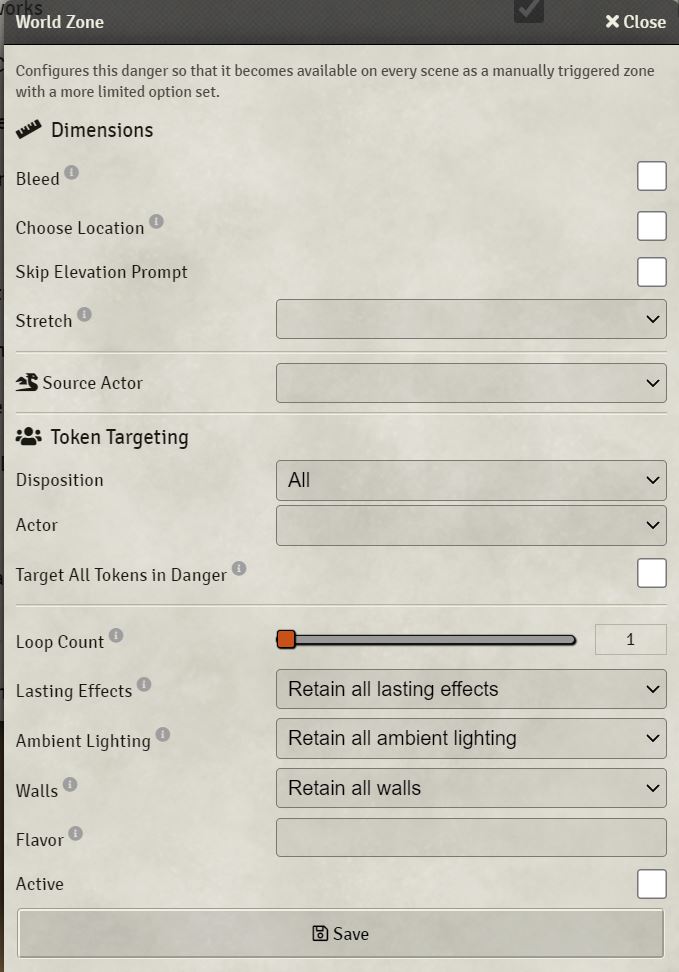 works
World Zone
Close
Configures this danger so that it becomes available on every scene as a manually triggered zone
with a more limited option set.
Dimensions
Bleed
Choose Location
Skip Elevation Prompt
Stretch
Source Actor
Token Targeting
Disposition
All
Actor
Target All Tokens in Danger
Loop Count
1
Lasting Effects
Retain all lasting effects
Ambient Lighting
Retain all ambient lighting
Walls
Retain all walls
Flavor
Active
Save